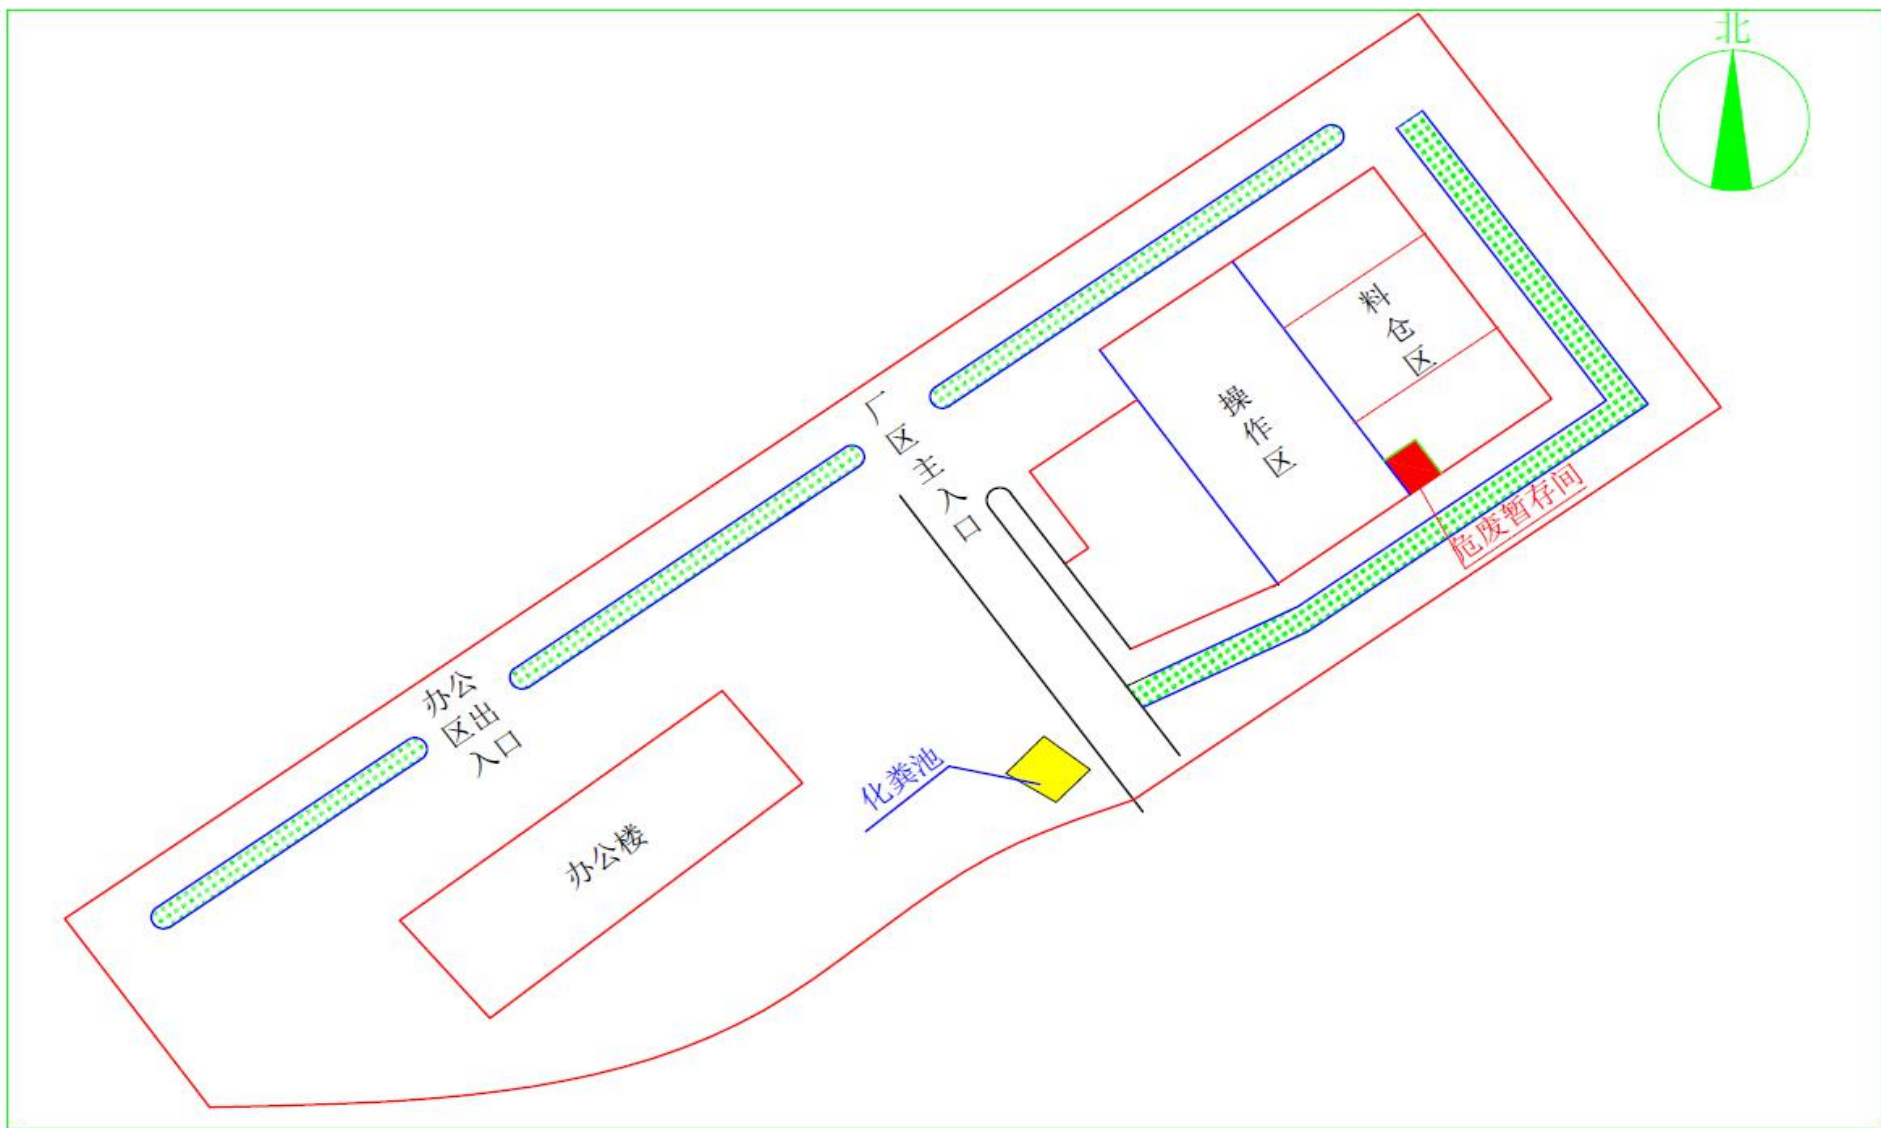 北
料仓区
操作区
厂区主入口
危废暂存间
办公
区出
入口
化粪池
办公楼